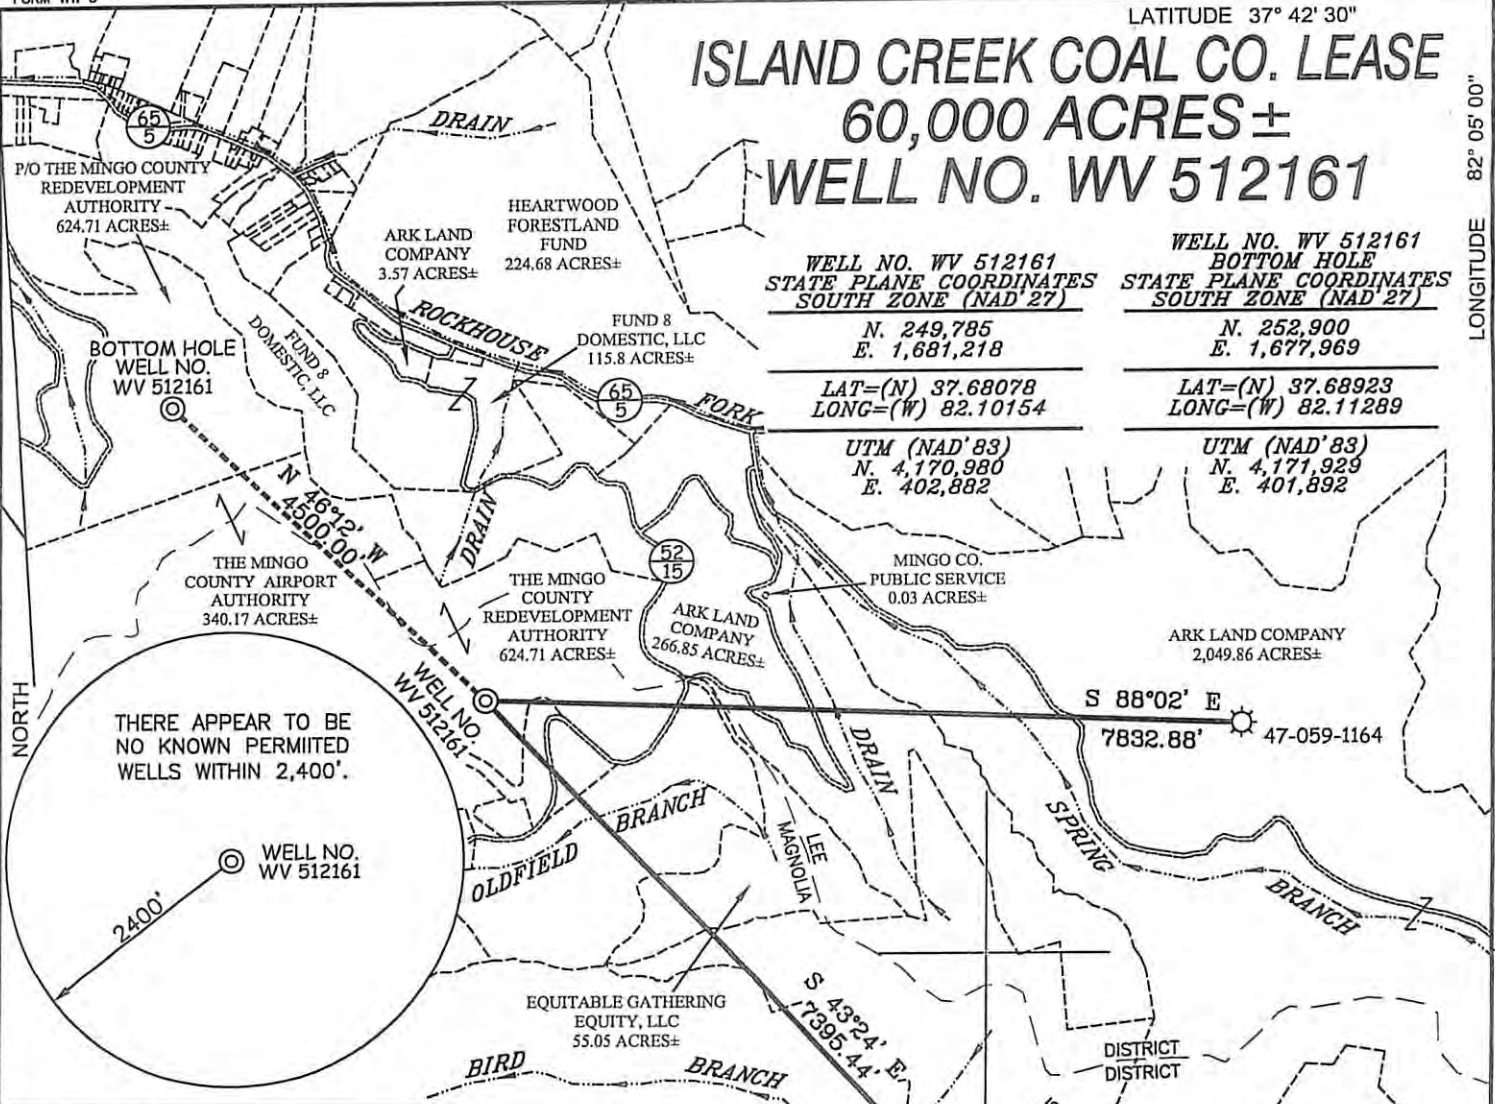 LATITUDE 37° 42' 30"
ISLAND CREEK COAL CO. LEASE
60,000 ACRES±
WELL NO. WV 512161
LONGITUDE 82° 05' 00"
WELL NO. WV 512161
STATE PLANE COORDINATES
SOUTH ZONE (NAD'27)
N. 249,785
E. 1,681,218
LAT=(N) 37.68078
LONG=(W) 82.10154
UTM (NAD'83)
N. 4,170,980
E. 402,882
WELL NO. WV 512161
BOTTOM HOLE
STATE PLANE COORDINATES
SOUTH ZONE (NAD'27)
N. 252,900
E. 1,677,969
LAT=(N) 37.68923
LONG=(W) 82.11289
UTM (NAD'83)
N. 4,171,929
E. 401,892
65
5
DRAIN
P/O THE MINGO COUNTY
REDEVELOPMENT
AUTHORITY
624.71 ACRES±
ARK LAND
COMPANY
3.57 ACRES±
HEARTWOOD
FORESTLAND
FUND
224.68 ACRES±
ROCKHOUSE
FORK
FUND 8
DOMESTIC, LLC
115.8 ACRES±
65
5
FUND 8
DOMESTIC, LLC
BOTTOM HOLE
WELL NO.
WV 512161
N 46°12' W
4500.00'
DRAIN
THE MINGO
COUNTY AIRPORT
AUTHORITY
340.17 ACRES±
THE MINGO
COUNTY
REDEVELOPMENT
AUTHORITY
624.71 ACRES±
52
15
ARK LAND
COMPANY
266.85 ACRES±
MINGO CO.
PUBLIC SERVICE
0.03 ACRES±
ARK LAND COMPANY
2,049.86 ACRES±
NORTH
WELL NO.
WV 512161
S 88°02' E
7832.88'
47-059-1164
THERE APPEAR TO BE
NO KNOWN PERMIITED
WELLS WITHIN 2,400'.
WELL NO.
WV 512161
2400'
DRAIN
OLDFIELD
BRANCH
LEE
MAGNOLIA
SPRING
BRANCH
EQUITABLE GATHERING
EQUITY, LLC
55.05 ACRES±
S 43°24' E
7395.44'
BIRD
BRANCH
DISTRICT
DISTRICT